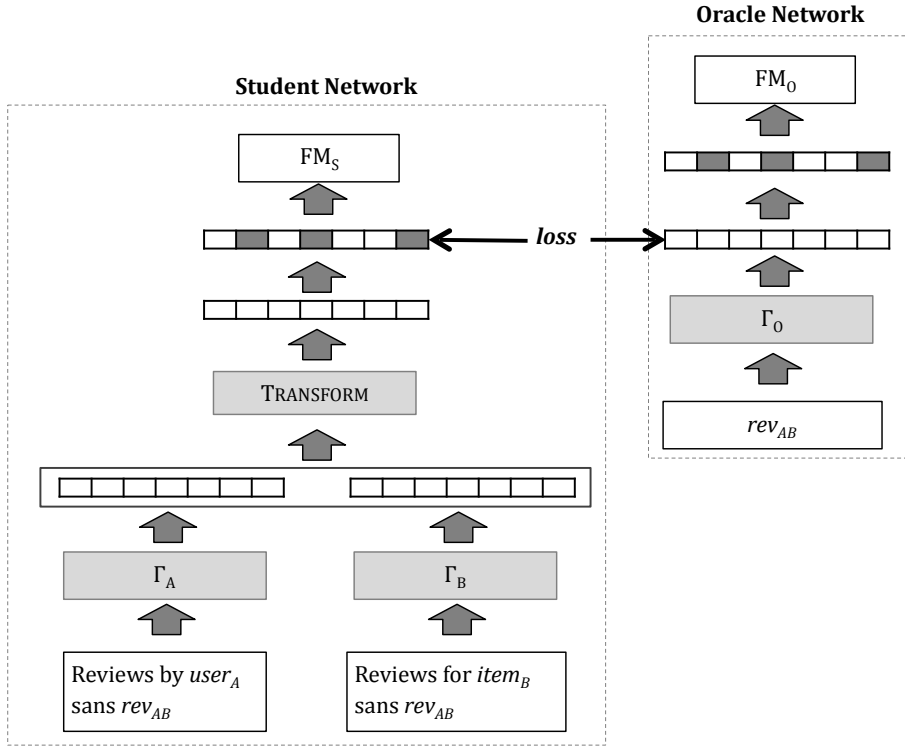 Oracle Network
FM_O
Student Network
FM_S
loss
Γ_O
TRANSFORM
rev_AB
Γ_A
Γ_B
Reviews by user_A
sans rev_AB
Reviews for item_B
sans rev_AB